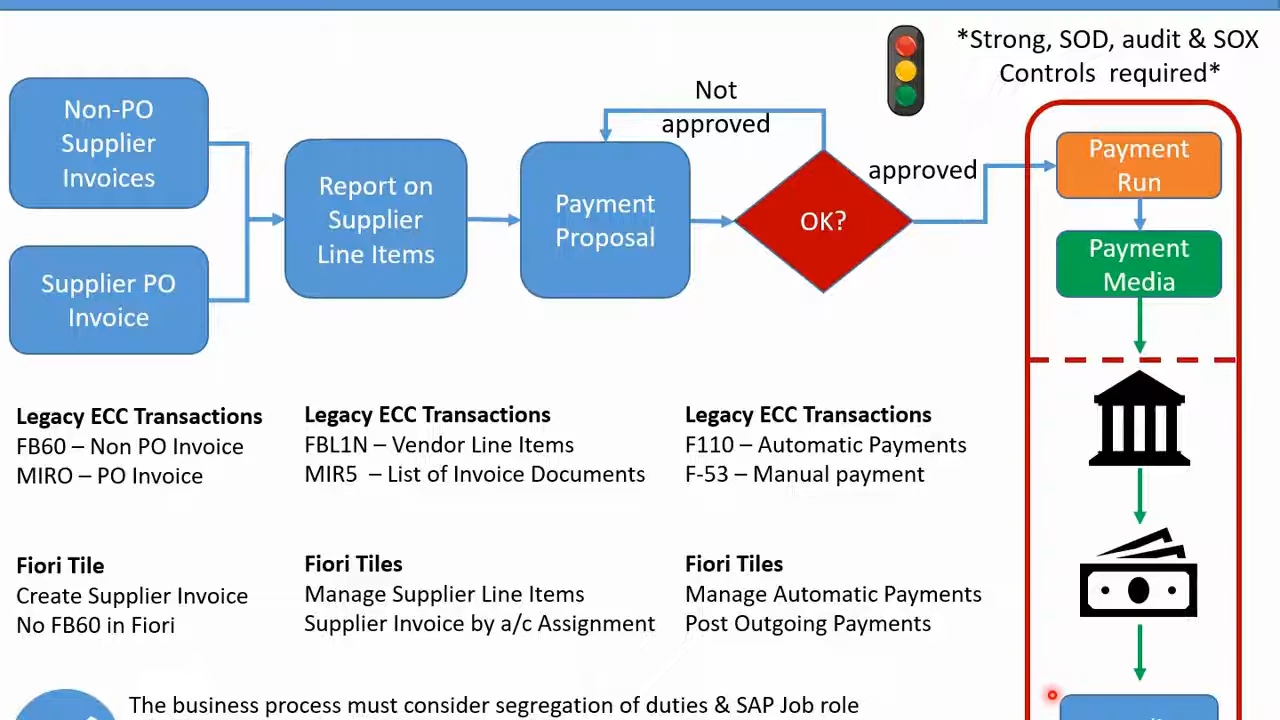 *Strong, SOD, audit & SOX
Controls  required*
Non-PO
Supplier
Invoices
Supplier PO
Invoice
Report on
Supplier
Line Items
Payment
Proposal
Not
approved
OK?
approved
Payment
Run
Payment
Media
Legacy ECC Transactions
FB60 – Non PO Invoice
MIRO – PO Invoice
Legacy ECC Transactions
FBL1N – Vendor Line Items
MIR5  – List of Invoice Documents
Legacy ECC Transactions
F110 – Automatic Payments
F-53 – Manual payment
Fiori Tile
Create Supplier Invoice
No FB60 in Fiori
Fiori Tiles
Manage Supplier Line Items
Supplier Invoice by a/c Assignment
Fiori Tiles
Manage Automatic Payments
Post Outgoing Payments
The business process must consider segregation of duties & SAP Job role